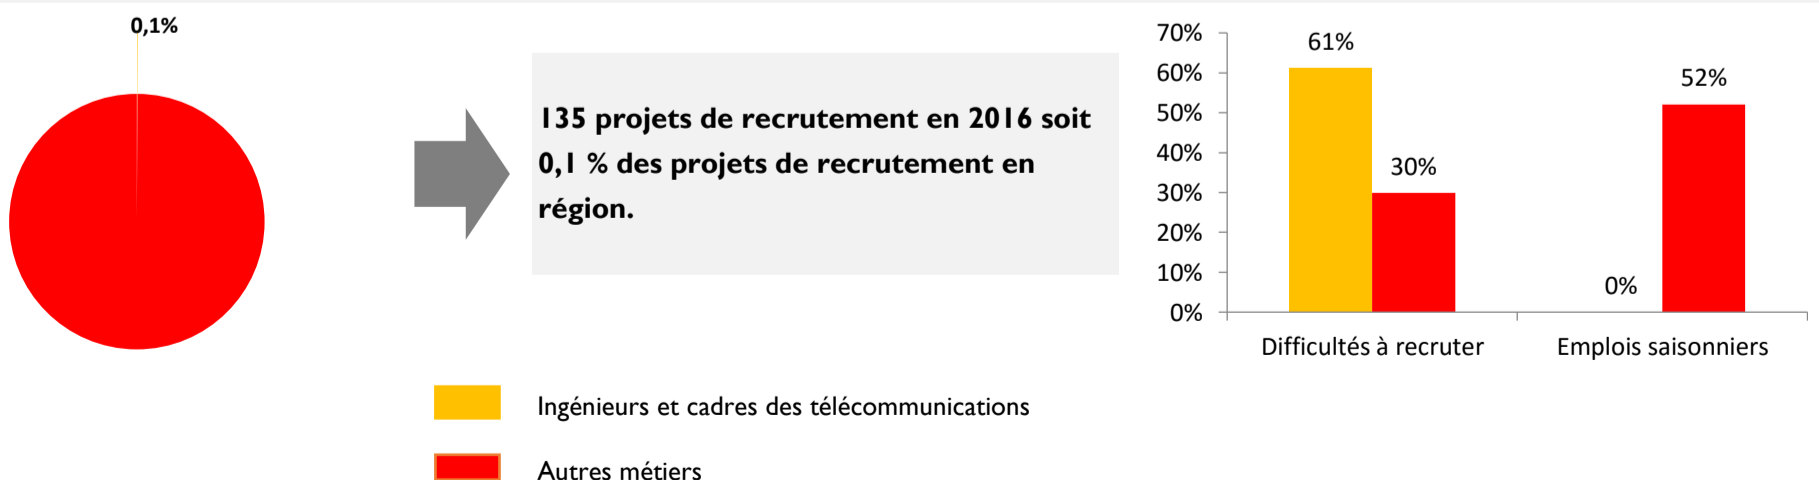 0,1%
135 projets de recrutement en 2016 soit
0,1 % des projets de recrutement en
région.
70%
60%
50%
40%
30%
20%
10%
0%
61%
30%
0%
52%
Difficultés à recruter
Emplois saisonniers
Ingénieurs et cadres des télécommunications
Autres métiers